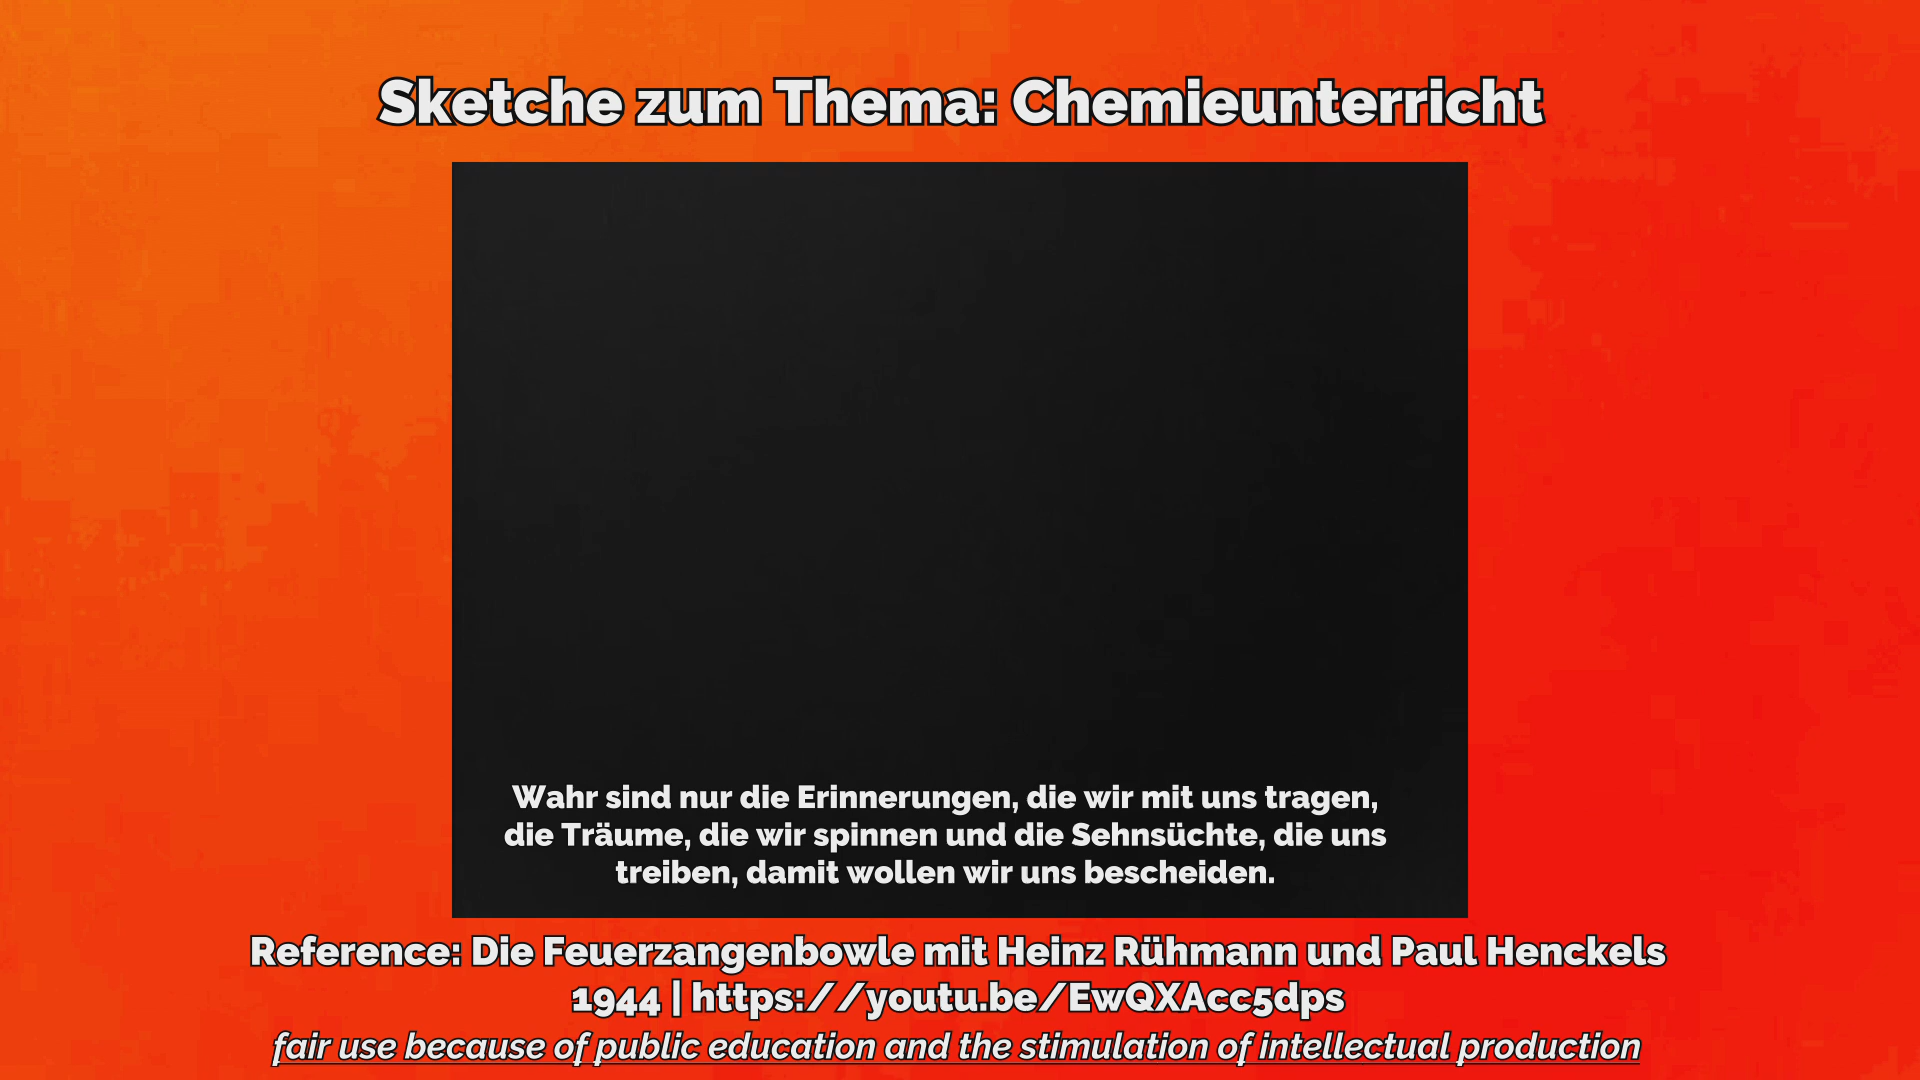 Sketche zum Thema: Chemieunterricht
Wahr sind nur die Erinnerungen, die wir mit uns tragen,
die Träume, die wir spinnen und die Sehnsüchte, die uns
treiben, damit wollen wir uns bescheiden.
Reference: Die Feuerzangenbowle mit Heinz Rühmann und Paul Henckels
1944 | https://youtu.be/EwQXAcc5dps
fair use because of public education and the stimulation of intellectual production